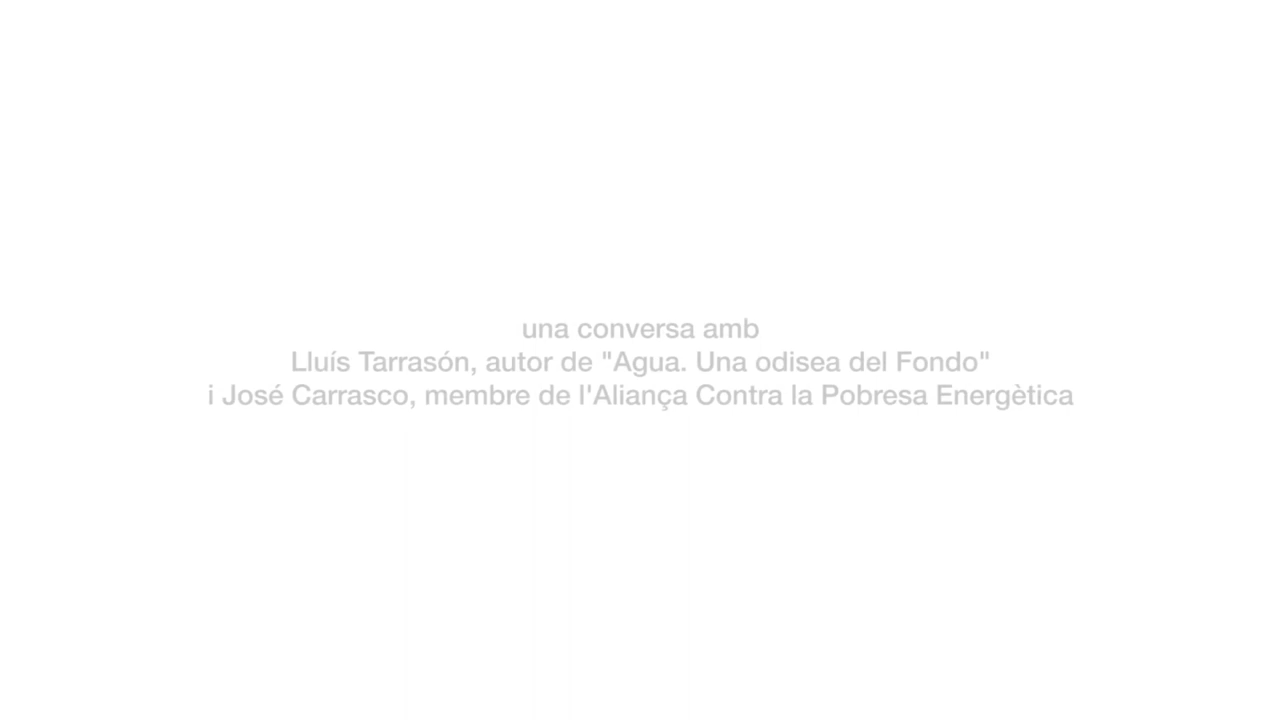 una conversa amb
Lluís Tarrasón, autor de "Agua. Una odisea del Fondo"
i José Carrasco, membre de l'Aliança Contra la Pobresa Energètica